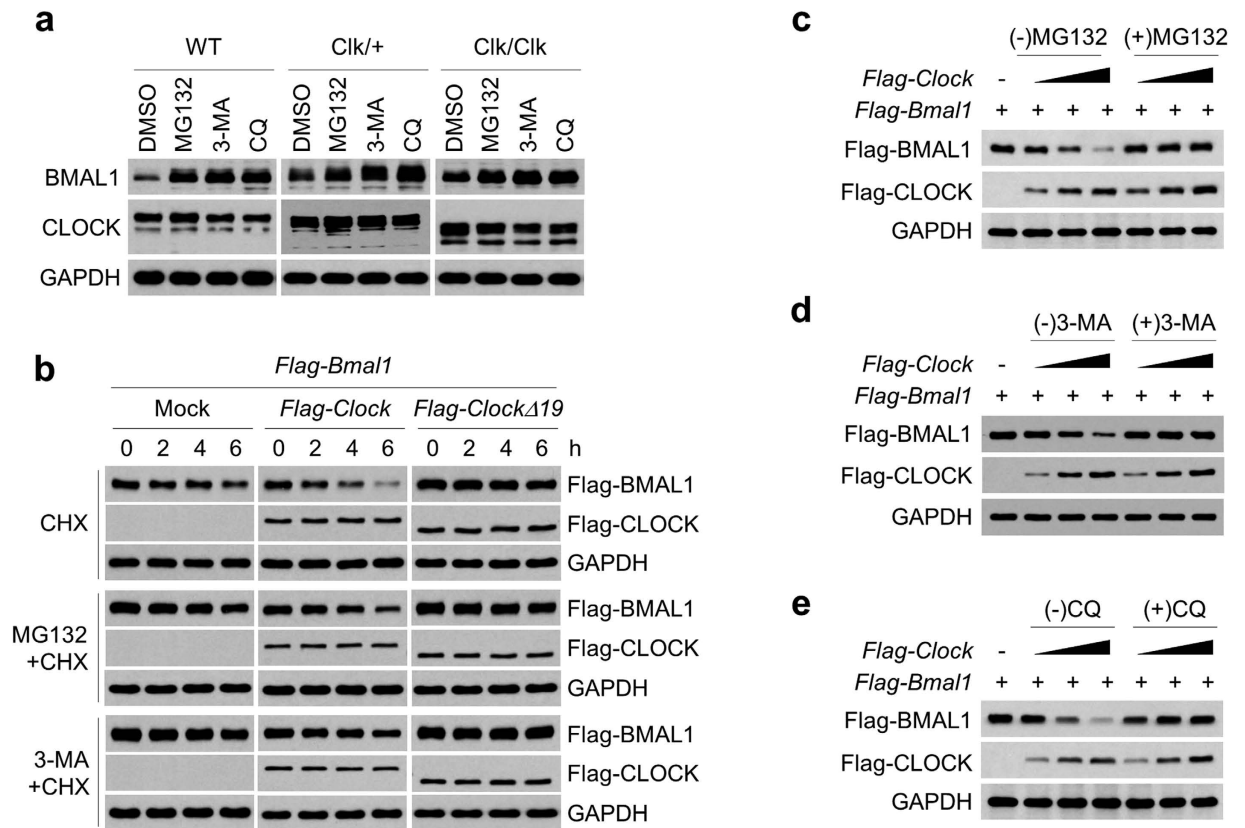 a
WT Clk/+ Clk/Clk
DMSO MG132 3-MA CQ DMSO MG132 3-MA CQ DMSO MG132 3-MA CQ
BMAL1
CLOCK
GAPDH
b
Flag-Bmal1
Mock Flag-Clock Flag-ClockΔ19
0 2 4 6 0 2 4 6 0 2 4 6 h
CHX
Flag-BMAL1
Flag-CLOCK
GAPDH
MG132
+CHX
Flag-BMAL1
Flag-CLOCK
GAPDH
3-MA
+CHX
Flag-BMAL1
Flag-CLOCK
GAPDH
c
(-)MG132 (+)MG132
Flag-Clock -
Flag-Bmal1 + + + + + + +
Flag-BMAL1
Flag-CLOCK
GAPDH
d
(-)3-MA (+)3-MA
Flag-Clock -
Flag-Bmal1 + + + + + + +
Flag-BMAL1
Flag-CLOCK
GAPDH
e
(-)CQ (+)CQ
Flag-Clock -
Flag-Bmal1 + + + + + + +
Flag-BMAL1
Flag-CLOCK
GAPDH